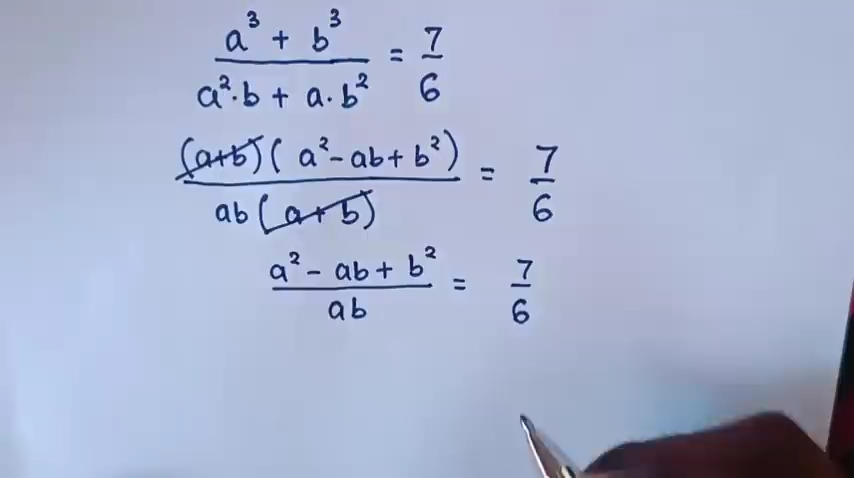 a³ + b³ / a²·b + a·b² = 7/6
(a+b)(a²-ab+b²) / ab(a+b) = 7/6
a² - ab + b² / ab = 7/6